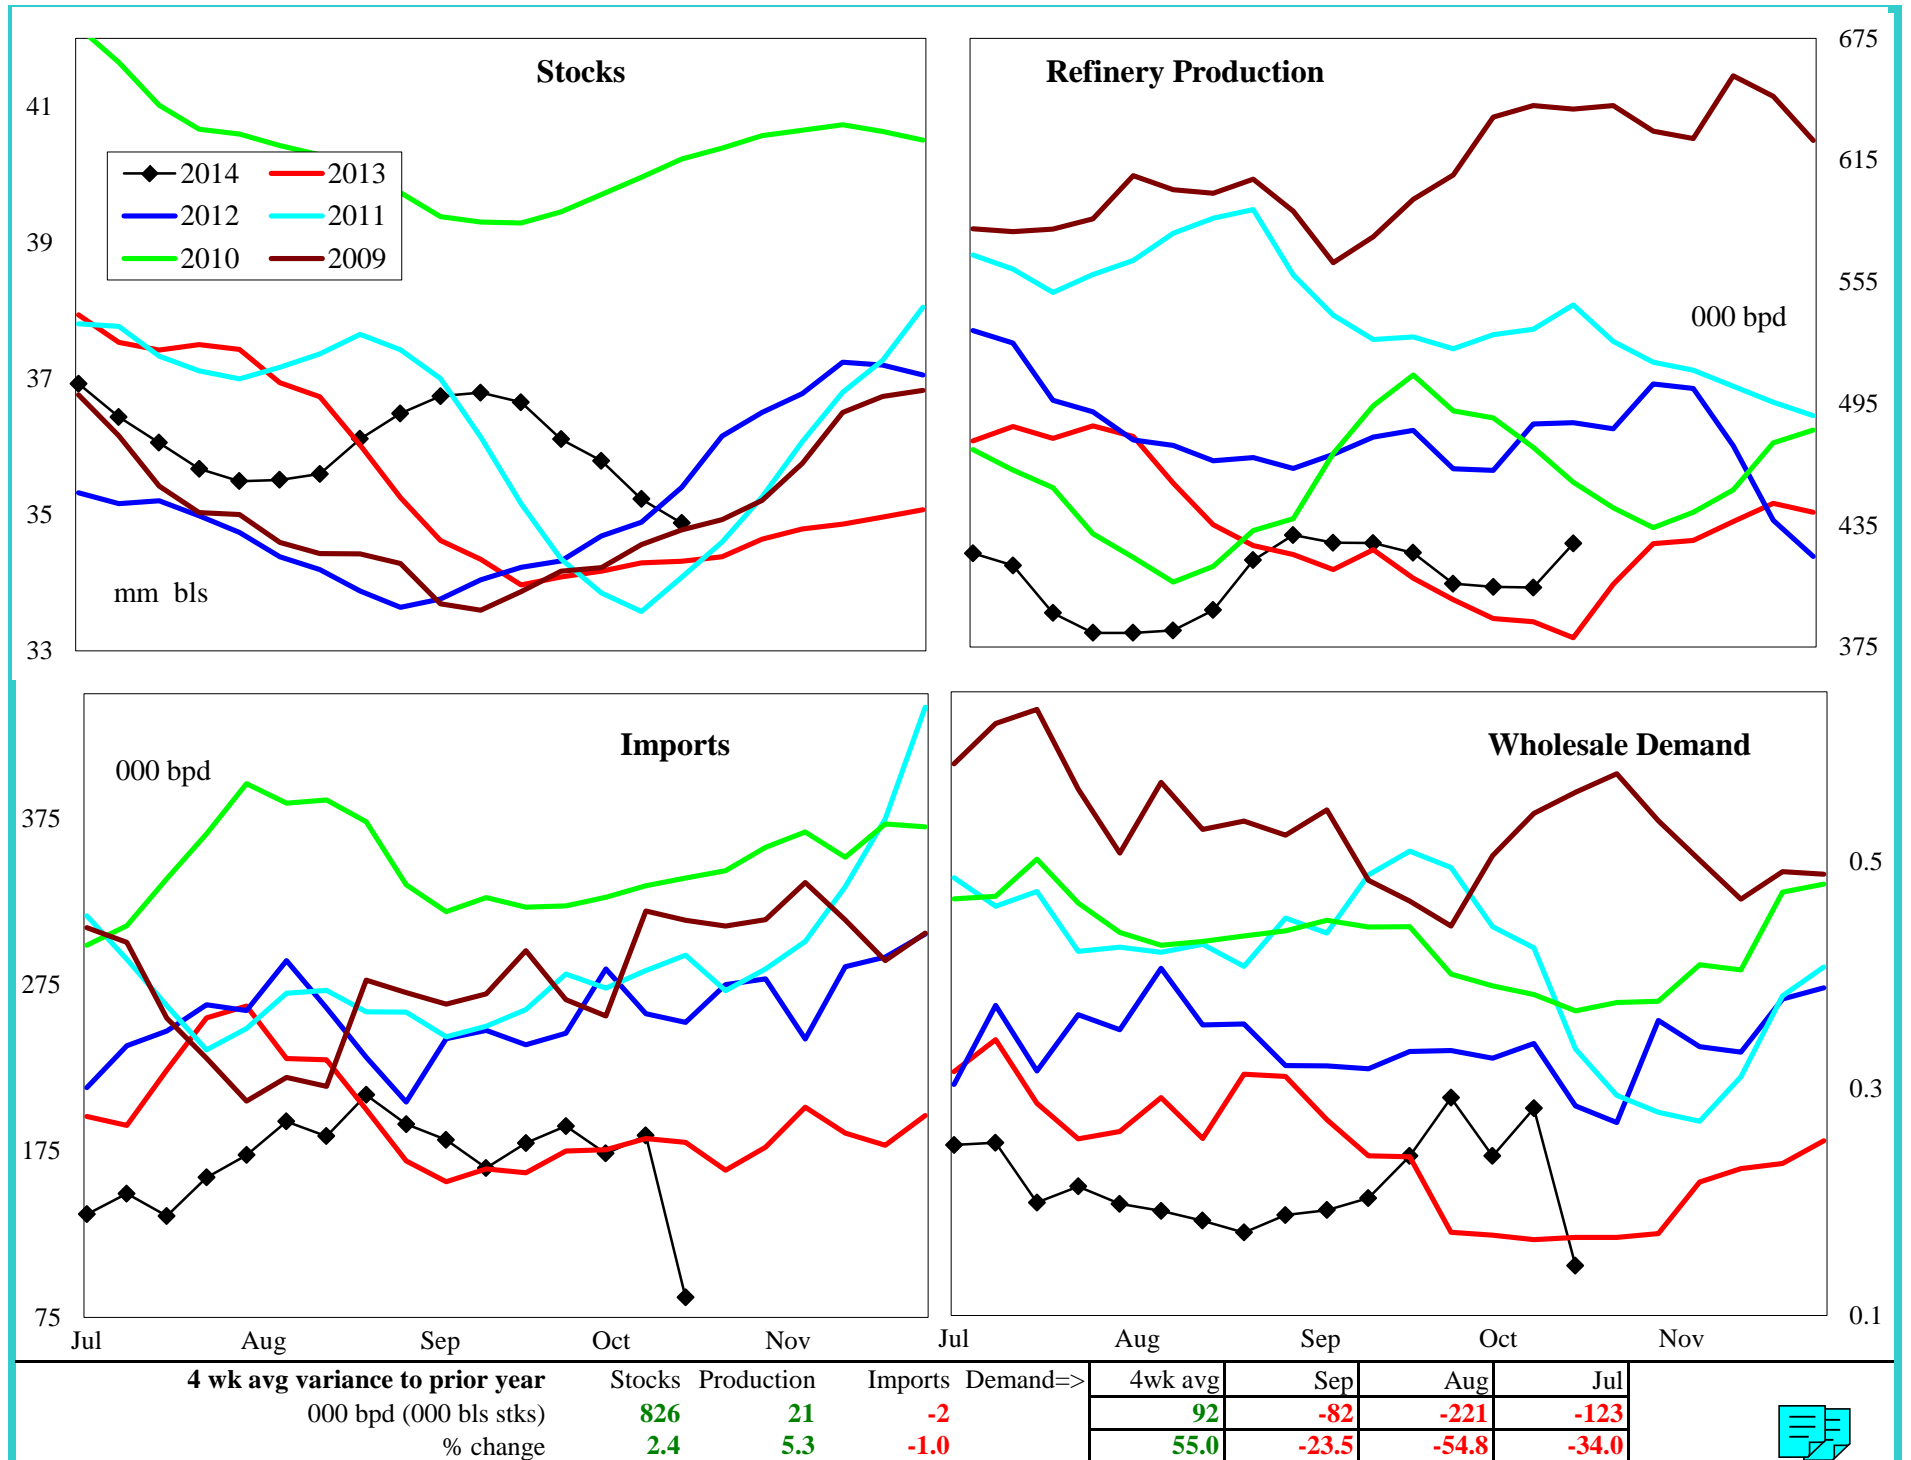 Stocks
41
39
37
35
33
2014 2013
2012 2011
2010 2009
mm bls
Refinery Production
675
615
555
495
435
375
000 bpd
Imports
000 bpd
375
275
175
75
Jul Aug Sep Oct Nov
Wholesale Demand
0.5
0.3
0.1
Jul Aug Sep Oct Nov
4 wk avg variance to prior year Stocks Production Imports Demand=> 4wk avg Sep Aug Jul
000 bpd (000 bls stks) 826 21 -2 92 -82 -221 -123
% change 2.4 5.3 -1.0 55.0 -23.5 -54.8 -34.0